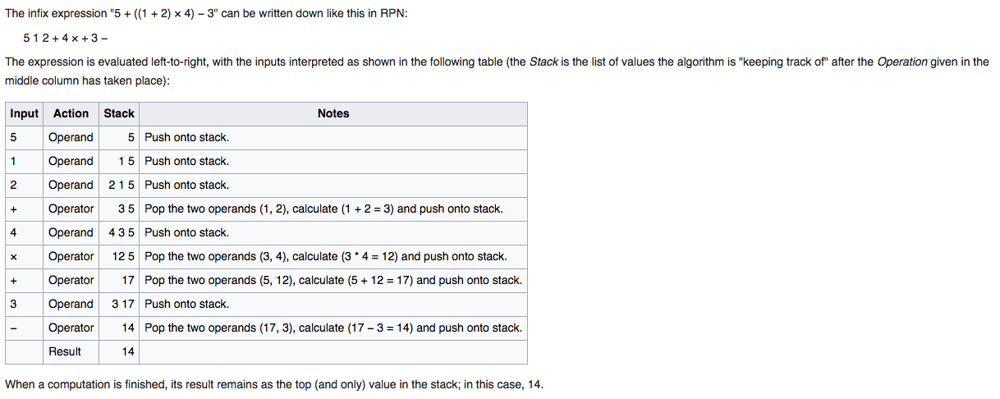 The infix expression "5 + ((1 + 2) × 4) – 3" can be written down like this in RPN:
5 1 2 + 4 × + 3 –
The expression is evaluated left-to-right, with the inputs interpreted as shown in the following table (the Stack is the list of values the algorithm is "keeping track of" after the Operation given in the
middle column has taken place):
Input Action Stack Notes
5 Operand 5 Push onto stack.
1 Operand 1 5 Push onto stack.
2 Operand 2 1 5 Push onto stack.
+ Operator 3 5 Pop the two operands (1, 2), calculate (1 + 2 = 3) and push onto stack.
4 Operand 4 3 5 Push onto stack.
× Operator 12 5 Pop the two operands (3, 4), calculate (3 * 4 = 12) and push onto stack.
+ Operator 17 Pop the two operands (5, 12), calculate (5 + 12 = 17) and push onto stack.
3 Operand 3 17 Push onto stack.
– Operator 14 Pop the two operands (17, 3), calculate (17 – 3 = 14) and push onto stack.
Result 14
When a computation is finished, its result remains as the top (and only) value in the stack; in this case, 14.